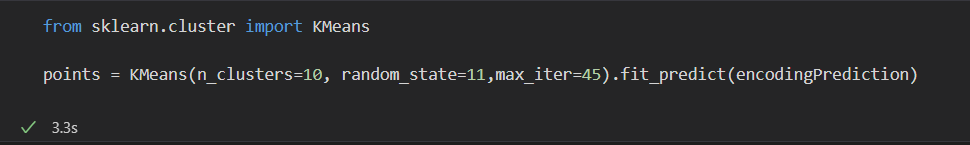 from sklearn.cluster import KMeans
points = KMeans(n_clusters=10, random_state=11,max_iter=45).fit_predict(encodingPrediction)
3.3s